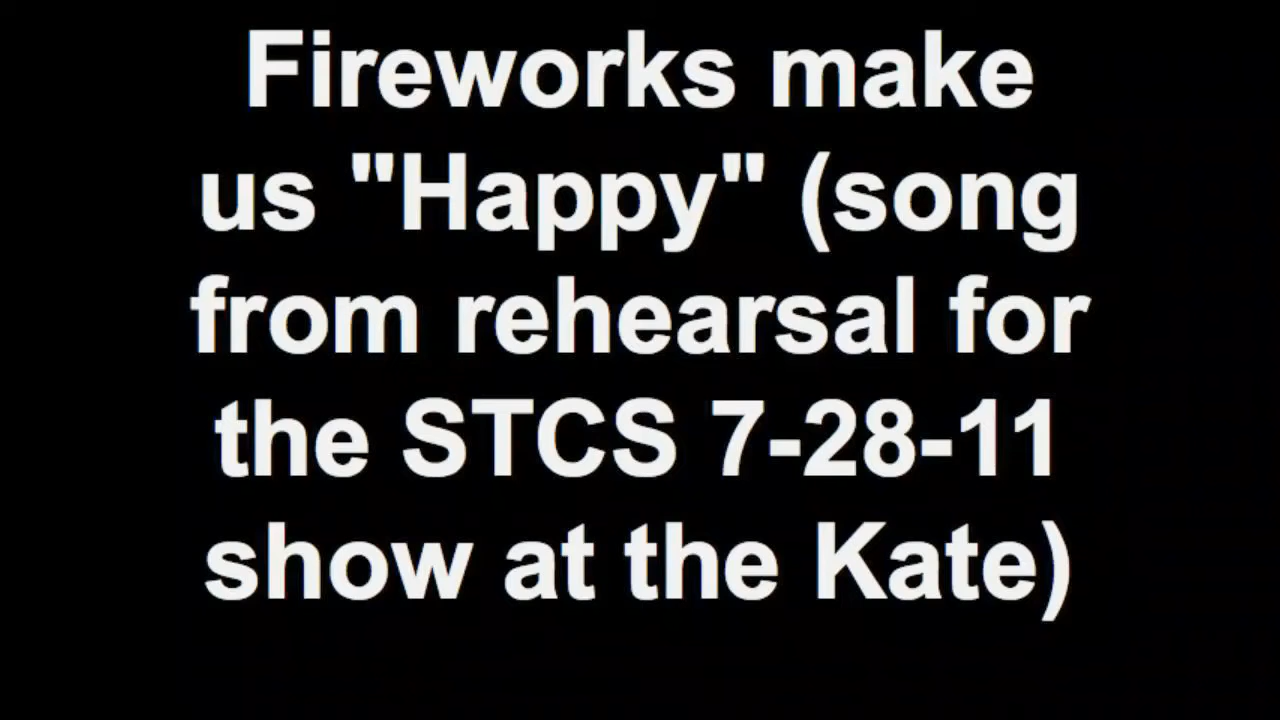 Fireworks make
us "Happy" (song
from rehearsal for
the STCS 7-28-11
show at the Kate)